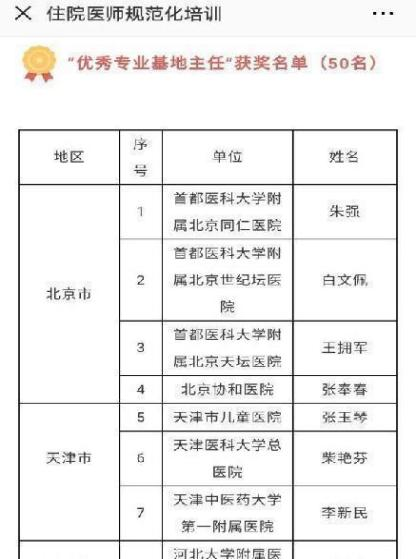 住院医师规范化培训
“优秀专业基地主任“获奖名单（50名）
地区 序号 单位 姓名
北京市
1 首都医科大学附属北京同仁医院 朱强
2 首都医科大学附属北京世纪坛医院 白文佩
3 首都医科大学附属北京天坛医院 王拥军
4 北京协和医院 张奉春
天津市
5 天津市儿童医院 张玉琴
6 天津医科大学总医院 柴艳芬
7 天津中医药大学第一附属医院 李新民
河北大学附属医